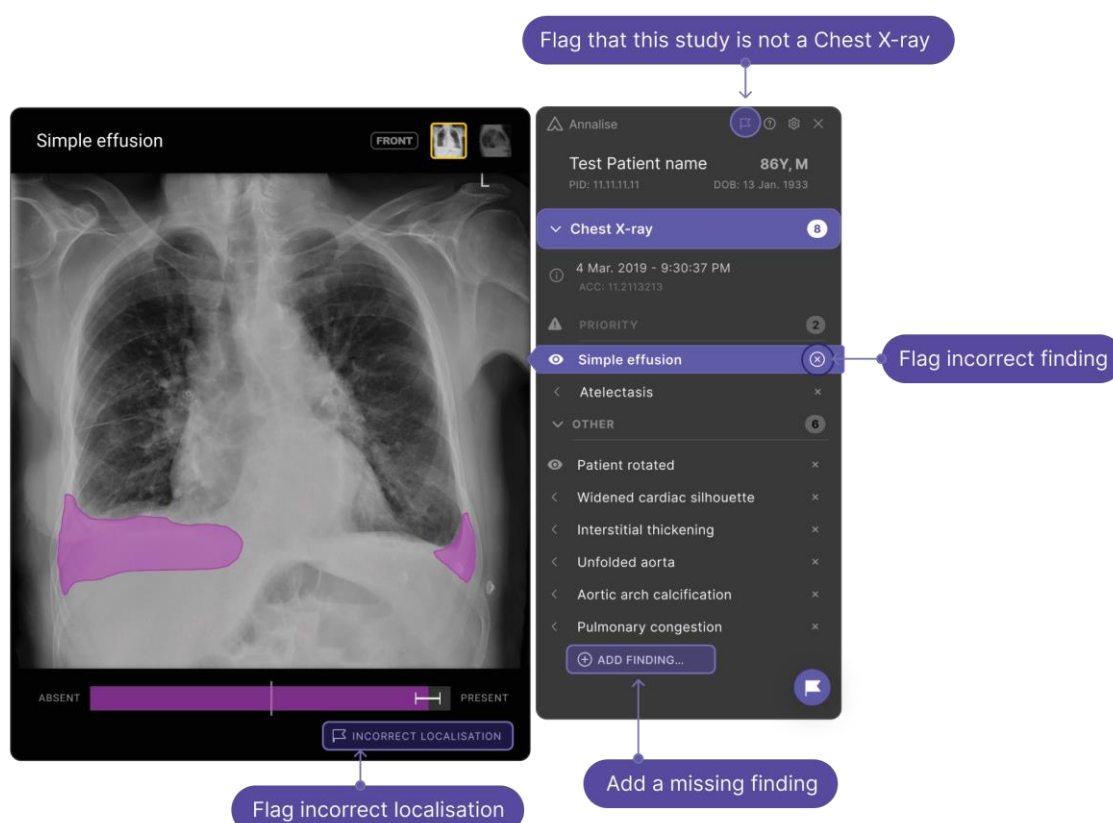 Flag that this study is not a Chest X-ray
Simple effusion
FRONT
L
Annalise
Test Patient name 86Y, M
PID: 11.11.11.11 DOB: 13 Jan. 1933
Chest X-ray 8
4 Mar. 2019 - 9:30:37 PM
ACC: 11.2113213
PRIORITY 2
Simple effusion
Flag incorrect finding
Atelectasis
OTHER 6
Patient rotated
Widened cardiac silhouette
Interstitial thickening
Unfolded aorta
Aortic arch calcification
Pulmonary congestion
ADD FINDING...
ABSENT PRESENT
INCORRECT LOCALISATION
Add a missing finding
Flag incorrect localisation